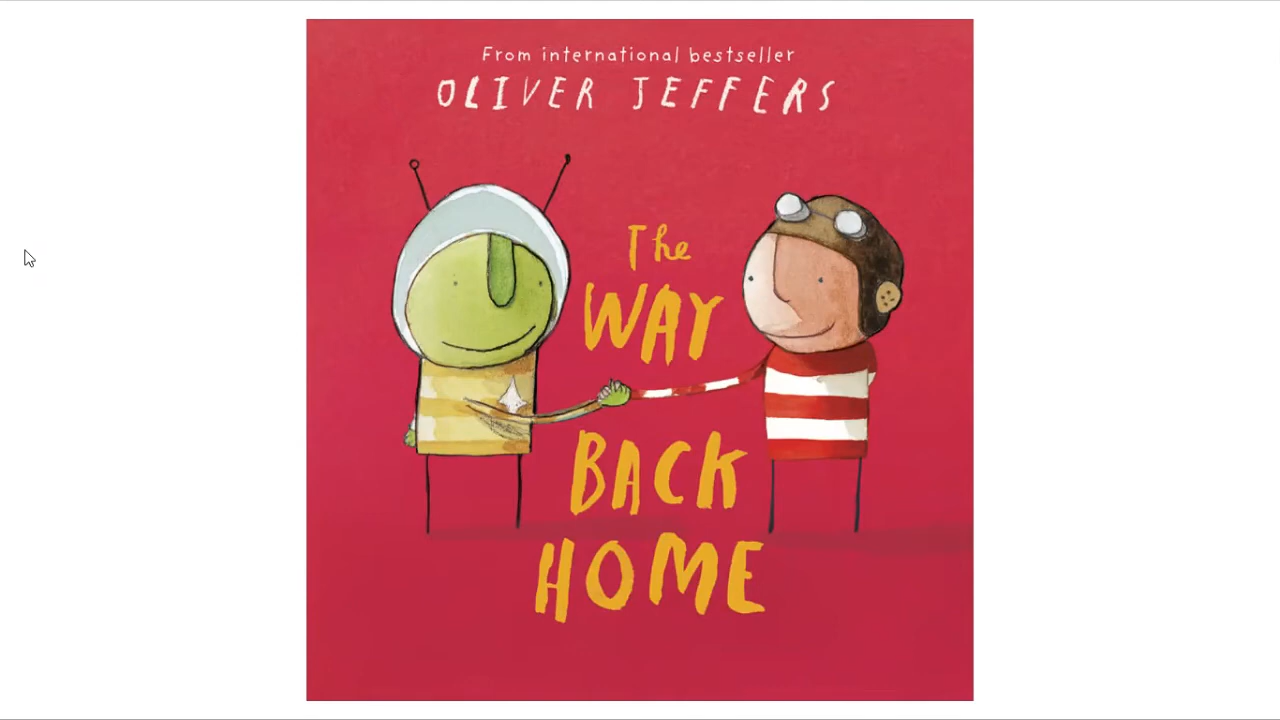 From international bestseller
OLIVER JEFFERS
The
WAY
BACK
HOME